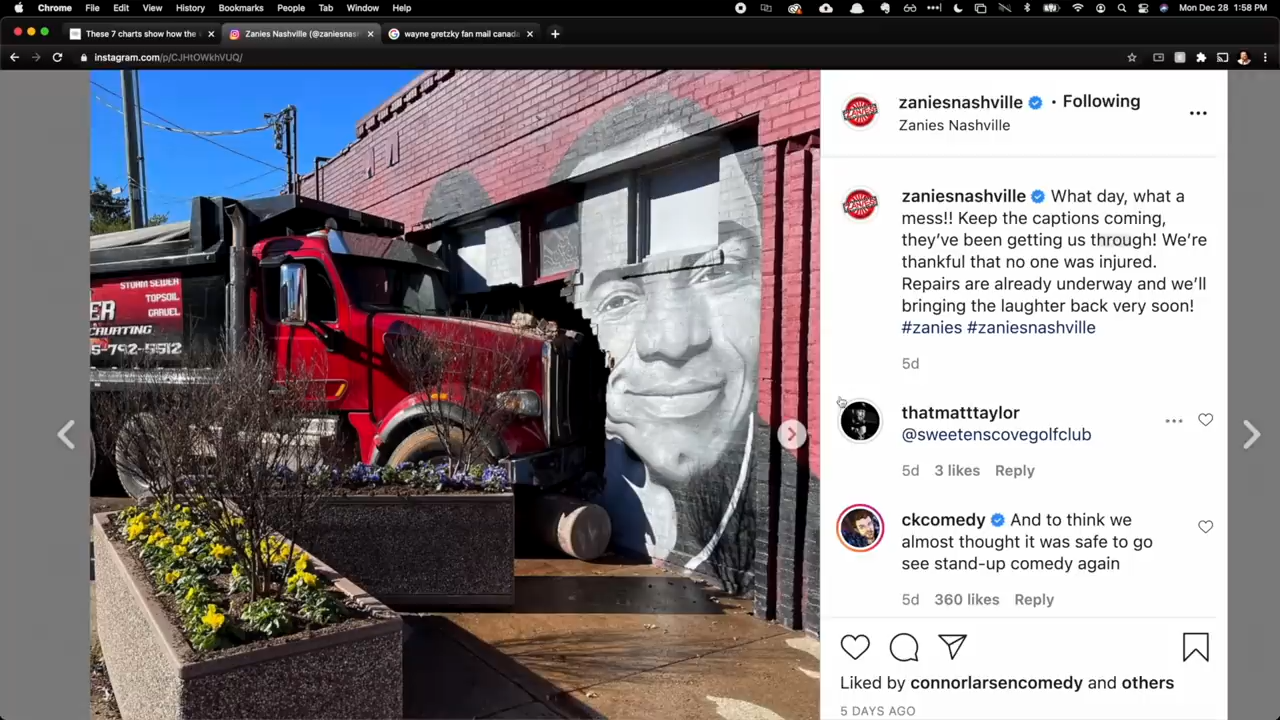 Chrome File Edit View History Bookmarks People Tab Window Help Mon Dec 28 1:58 PM
These 7 charts show how the Zanies Nashville (@zaniesnas wayne gretzky fan mail canad
instagram.com/p/CJHtOWkhVUQ/
zaniesnashville • Following
Zanies Nashville
zaniesnashville What day, what a
mess!! Keep the captions coming,
they've been getting us through! We're
thankful that no one was injured.
Repairs are already underway and we'll
bringing the laughter back very soon!
#zanies #zaniesnashville
5d
thatmatttaylor
@sweetenscovegolfclub
5d 3 likes Reply
ckcomedy And to think we
almost thought it was safe to go
see stand-up comedy again
5d 360 likes Reply
Liked by connorlarsencomedy and others
5 DAYS AGO
STORM SEWER
TOPSOIL
GRAVEL
ER
CAVATING
5-792-5512